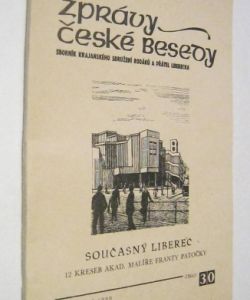 Zprávy
České Besedy
SBORNÍK KRAJANSKÉHO SDRUŽENÍ RODÁKŮ A PŘÁTEL LIBERECKA
SOUČASNÝ LIBEREC
12 KRESEB AKAD. MALÍŘE FRANTY PATOČKY
30